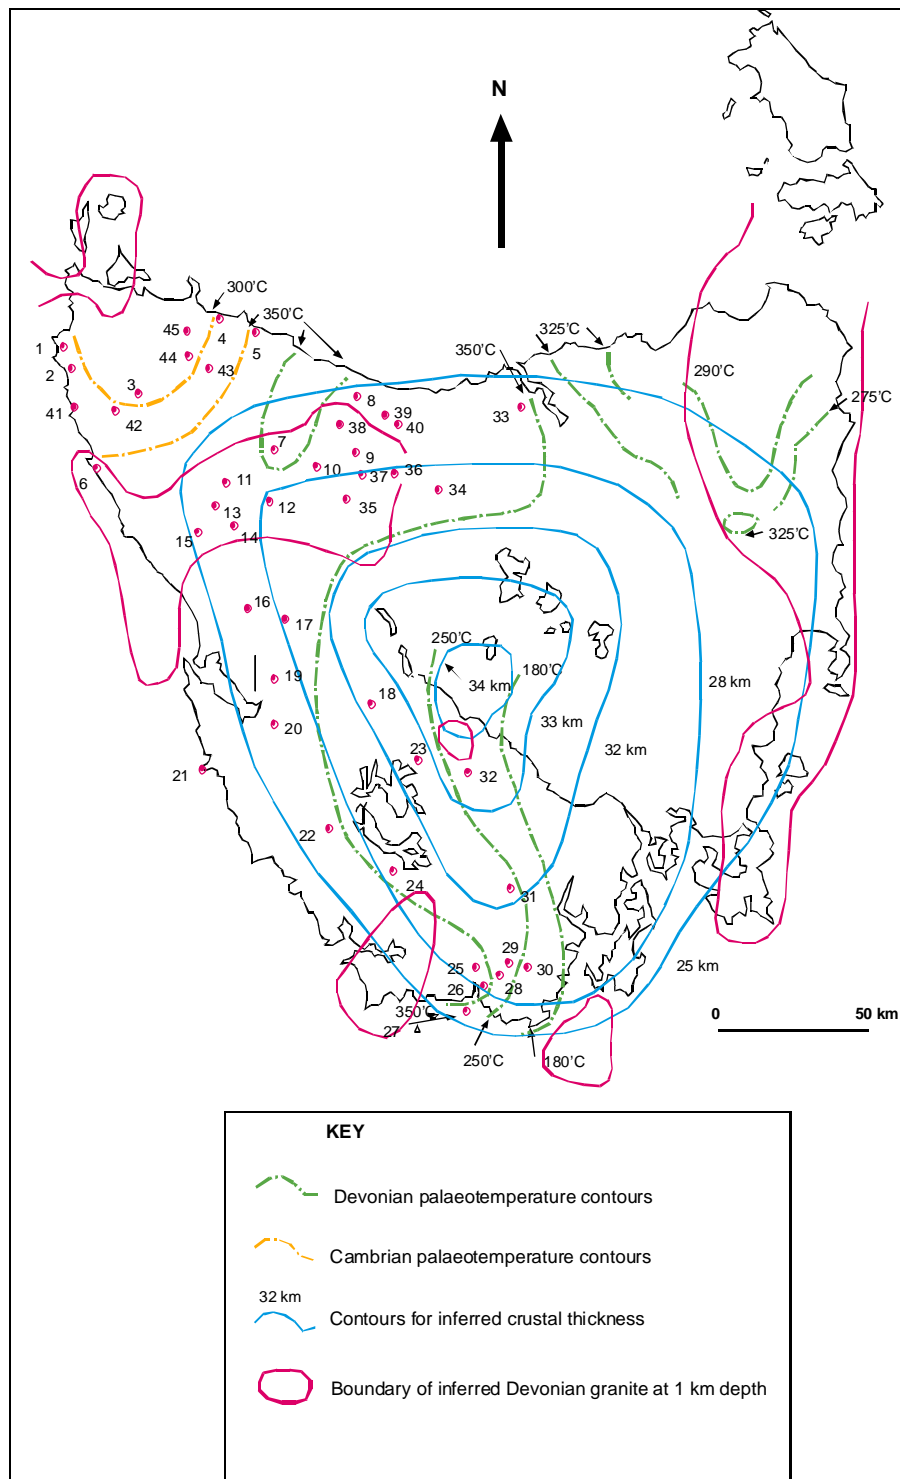 N
300'C
350'C
45
4
5
1
44
43
2
3
41
42
6
325'C
350'C
290'C
275'C
8
39
38
40
33
7
9
10
37
36
11
12
35
34
13
14
15
325'C
16
17
250'C
180'C
34 km
28 km
19
18
33 km
20
32 km
23
21
32
22
24
31
29
25
30
25 km
26
28
350'C
27
0
50 km
250'C
180'C
KEY
Devonian palaeotemperature contours
Cambrian palaeotemperature contours
32 km
Contours for inferred crustal thickness
Boundary of inferred Devonian granite at 1 km depth